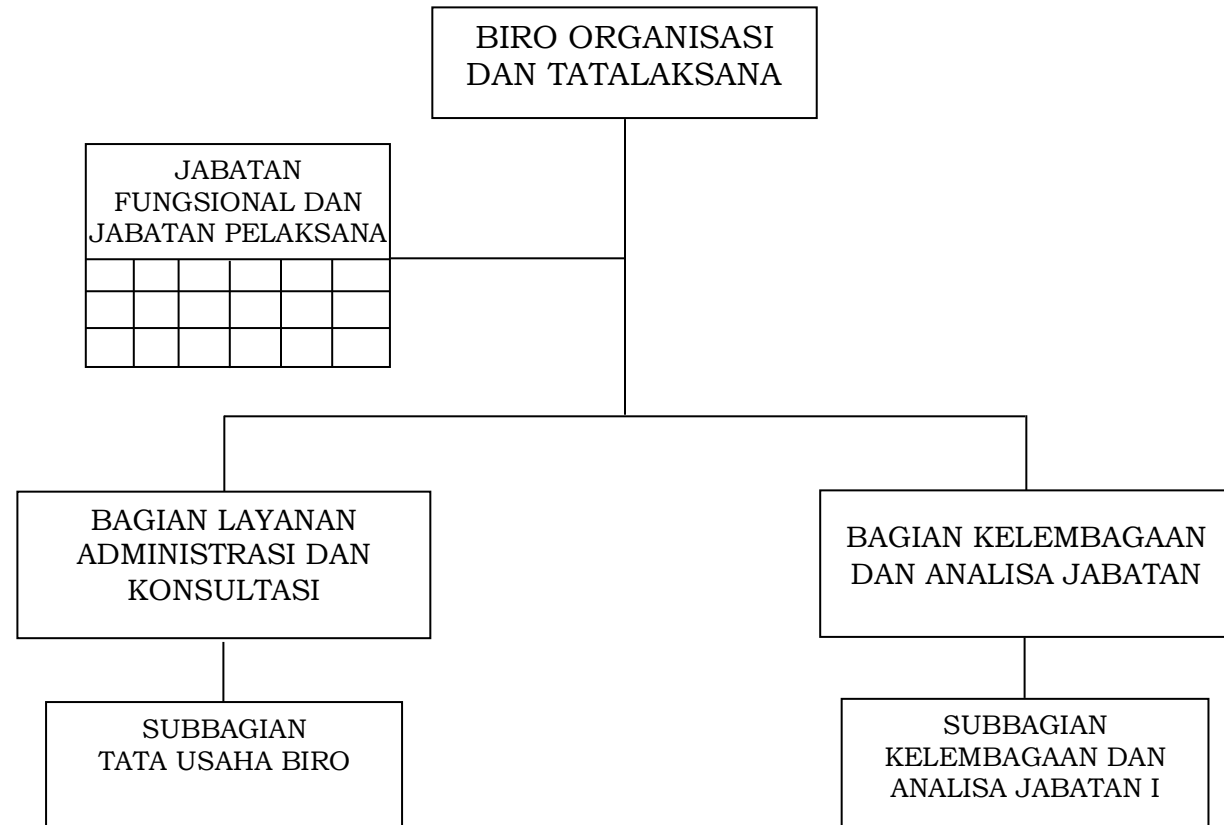 BIRO ORGANISASI
DAN TATALAKSANA
JABATAN
FUNGSIONAL DAN
JABATAN PELAKSANA
BAGIAN LAYANAN
ADMINISTRASI DAN
KONSULTASI
BAGIAN KELEMBAGAAN
DAN ANALISA JABATAN
SUBBAGIAN
TATA USAHA BIRO
SUBBAGIAN
KELEMBAGAAN DAN
ANALISA JABATAN I